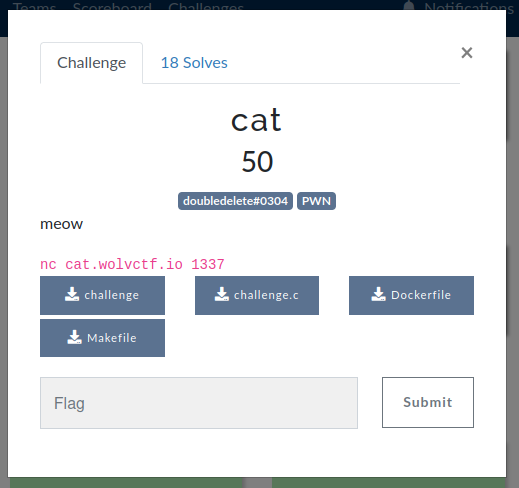 Teams Scoreboard Challenges Notifications
Challenge 18 Solves ×
cat
50
doubledelete#0304 PWN
meow
nc cat.wolvctf.io 1337
challenge challenge.c Dockerfile
Makefile
Flag Submit